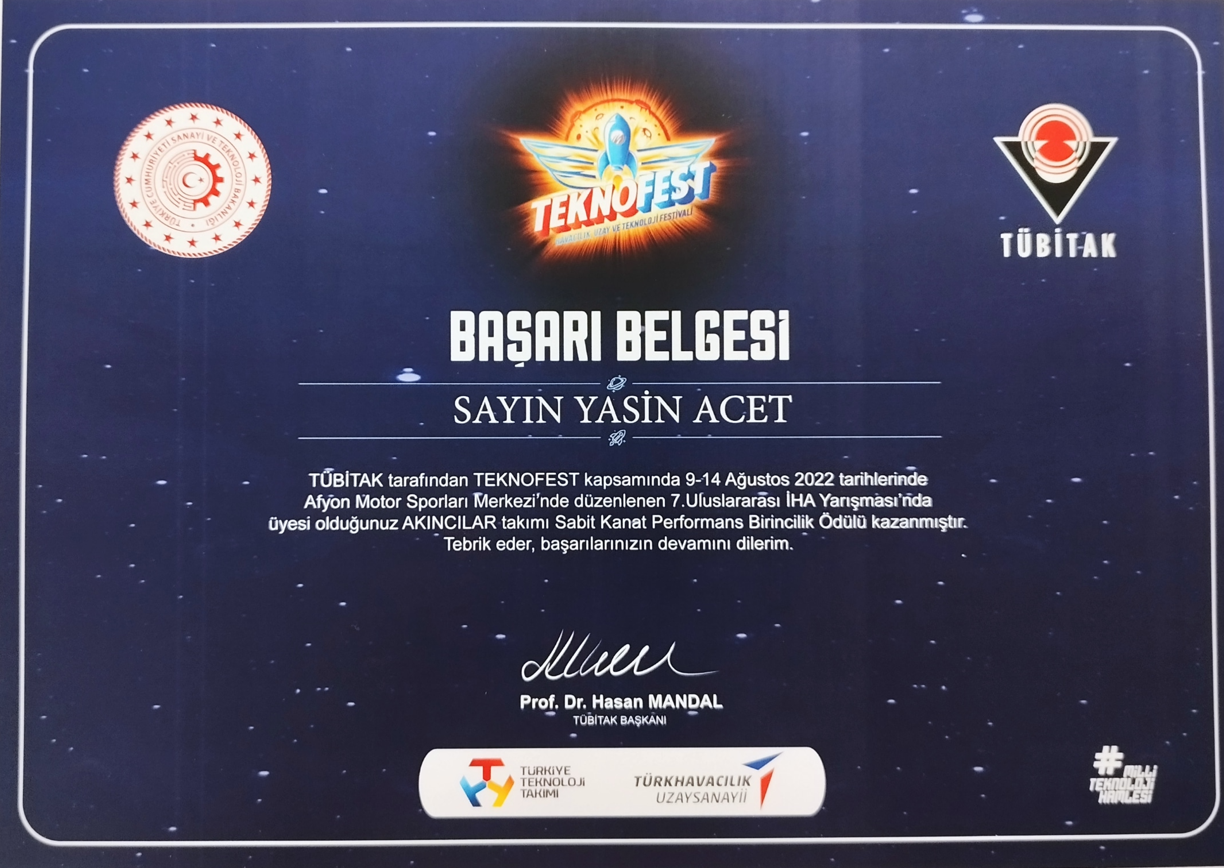 TÜRKİYE CUMHURİYETİ SANAYİ VE TEKNOLOJİ BAKANLIĞI
TEKNOFEST
HAVACILIK, UZAY VE TEKNOLOJİ FESTİVALİ
TÜBİTAK
BAŞARI BELGESİ
SAYIN YASİN ACET
TÜBİTAK tarafından TEKNOFEST kapsamında 9-14 Ağustos 2022 tarihlerinde
Afyon Motor Sporları Merkezi'nde düzenlenen 7.Uluslararası İHA Yarışması'nda
üyesi olduğunuz AKINCILAR takımı Sabit Kanat Performans Birincilik Ödülü kazanmıştır.
Tebrik eder, başarılarınızın devamını dilerim.
Prof. Dr. Hasan MANDAL
TÜBİTAK BAŞKANI
TÜRKİYE
TEKNOLOJİ
TAKIMI
TÜRKHAVACILIK
UZAYSANAYİİ
#MİLLİ
TEKNOLOJİ
HAMLESİ